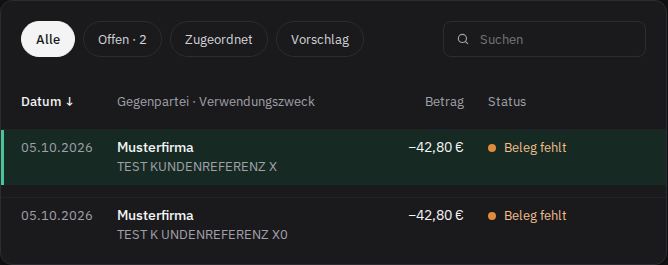 Alle Offen · 2 Zugeordnet Vorschlag Suchen
Datum ↓ Gegenpartei · Verwendungszweck Betrag Status
05.10.2026 Musterfirma −42,80 € Beleg fehlt
TEST KUNDENREFERENZ X
05.10.2026 Musterfirma −42,80 € Beleg fehlt
TEST K UNDENREFERENZ X0